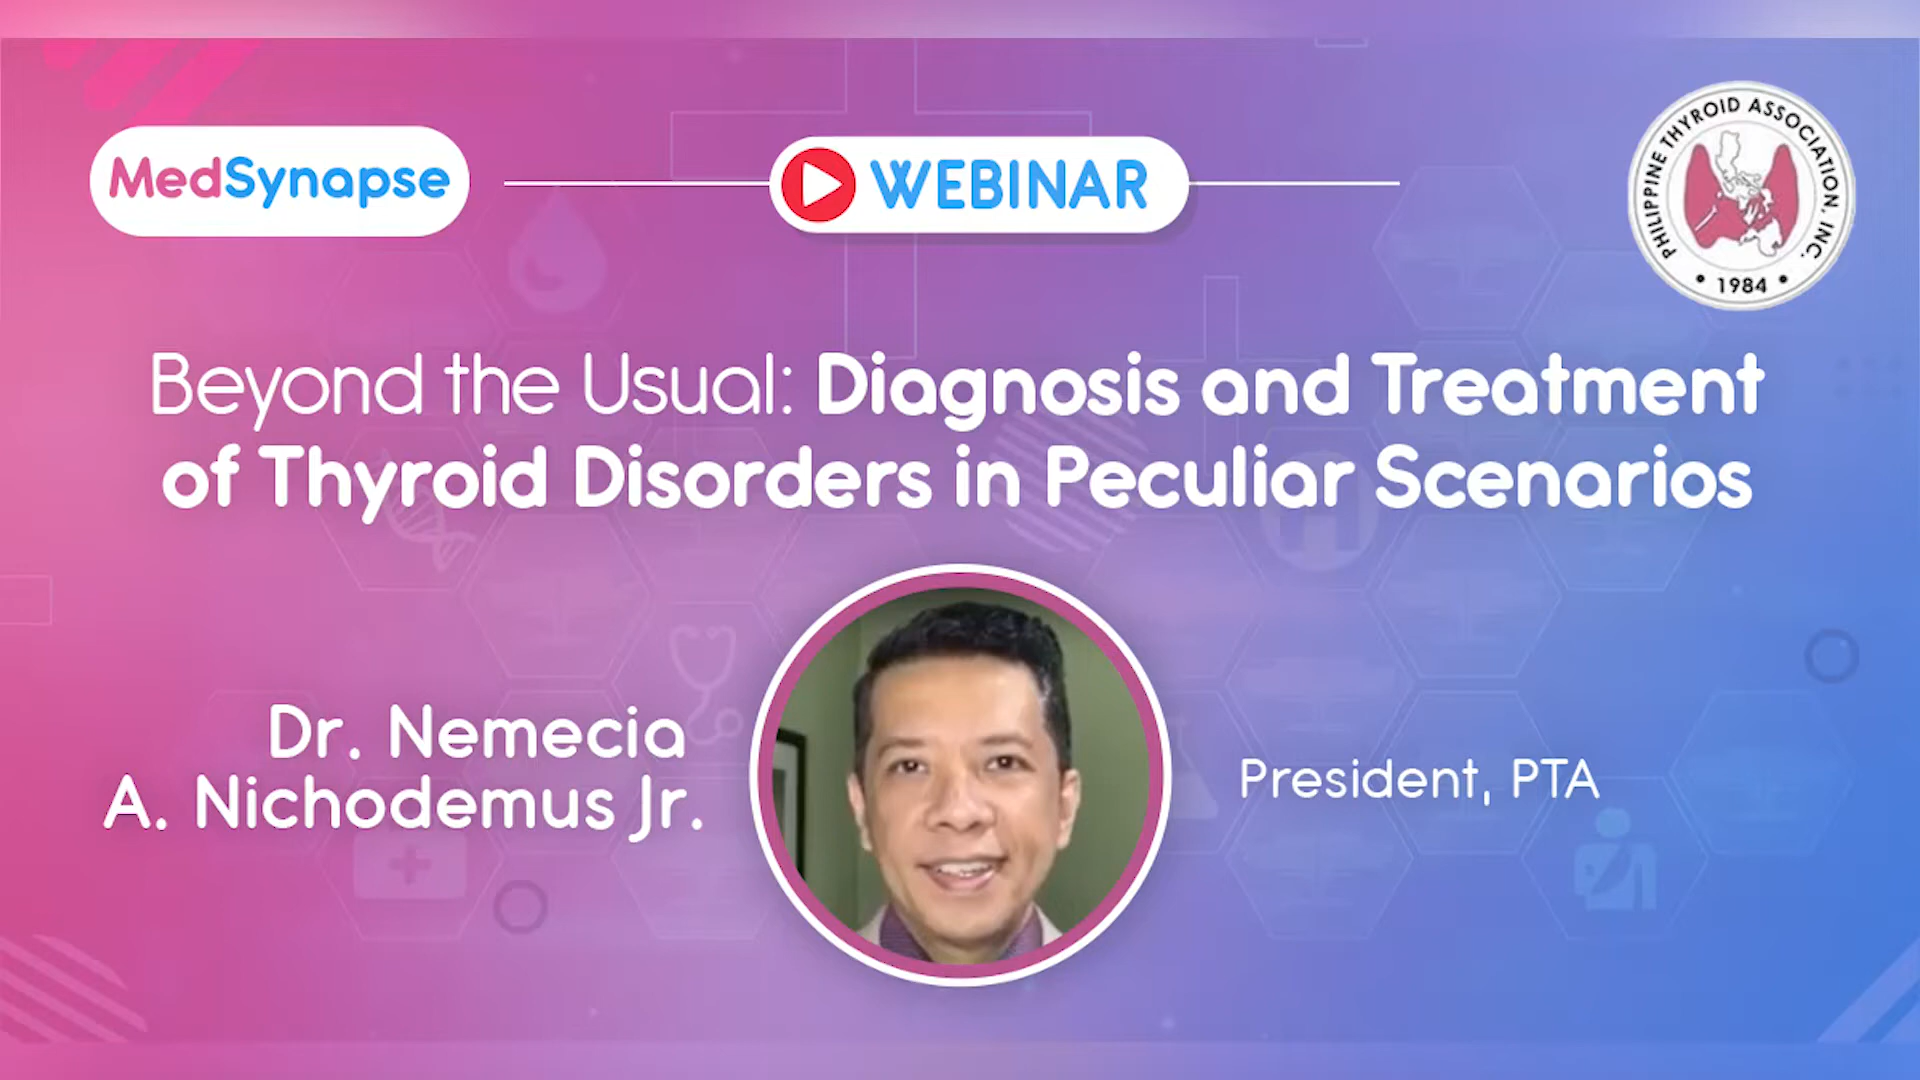 MedSynapse
WEBINAR
PHILIPPINE THYROID ASSOCIATION, INC.
• 1984 •
Beyond the Usual: Diagnosis and Treatment
of Thyroid Disorders in Peculiar Scenarios
Dr. Nemecia
A. Nichodemus Jr.
President, PTA